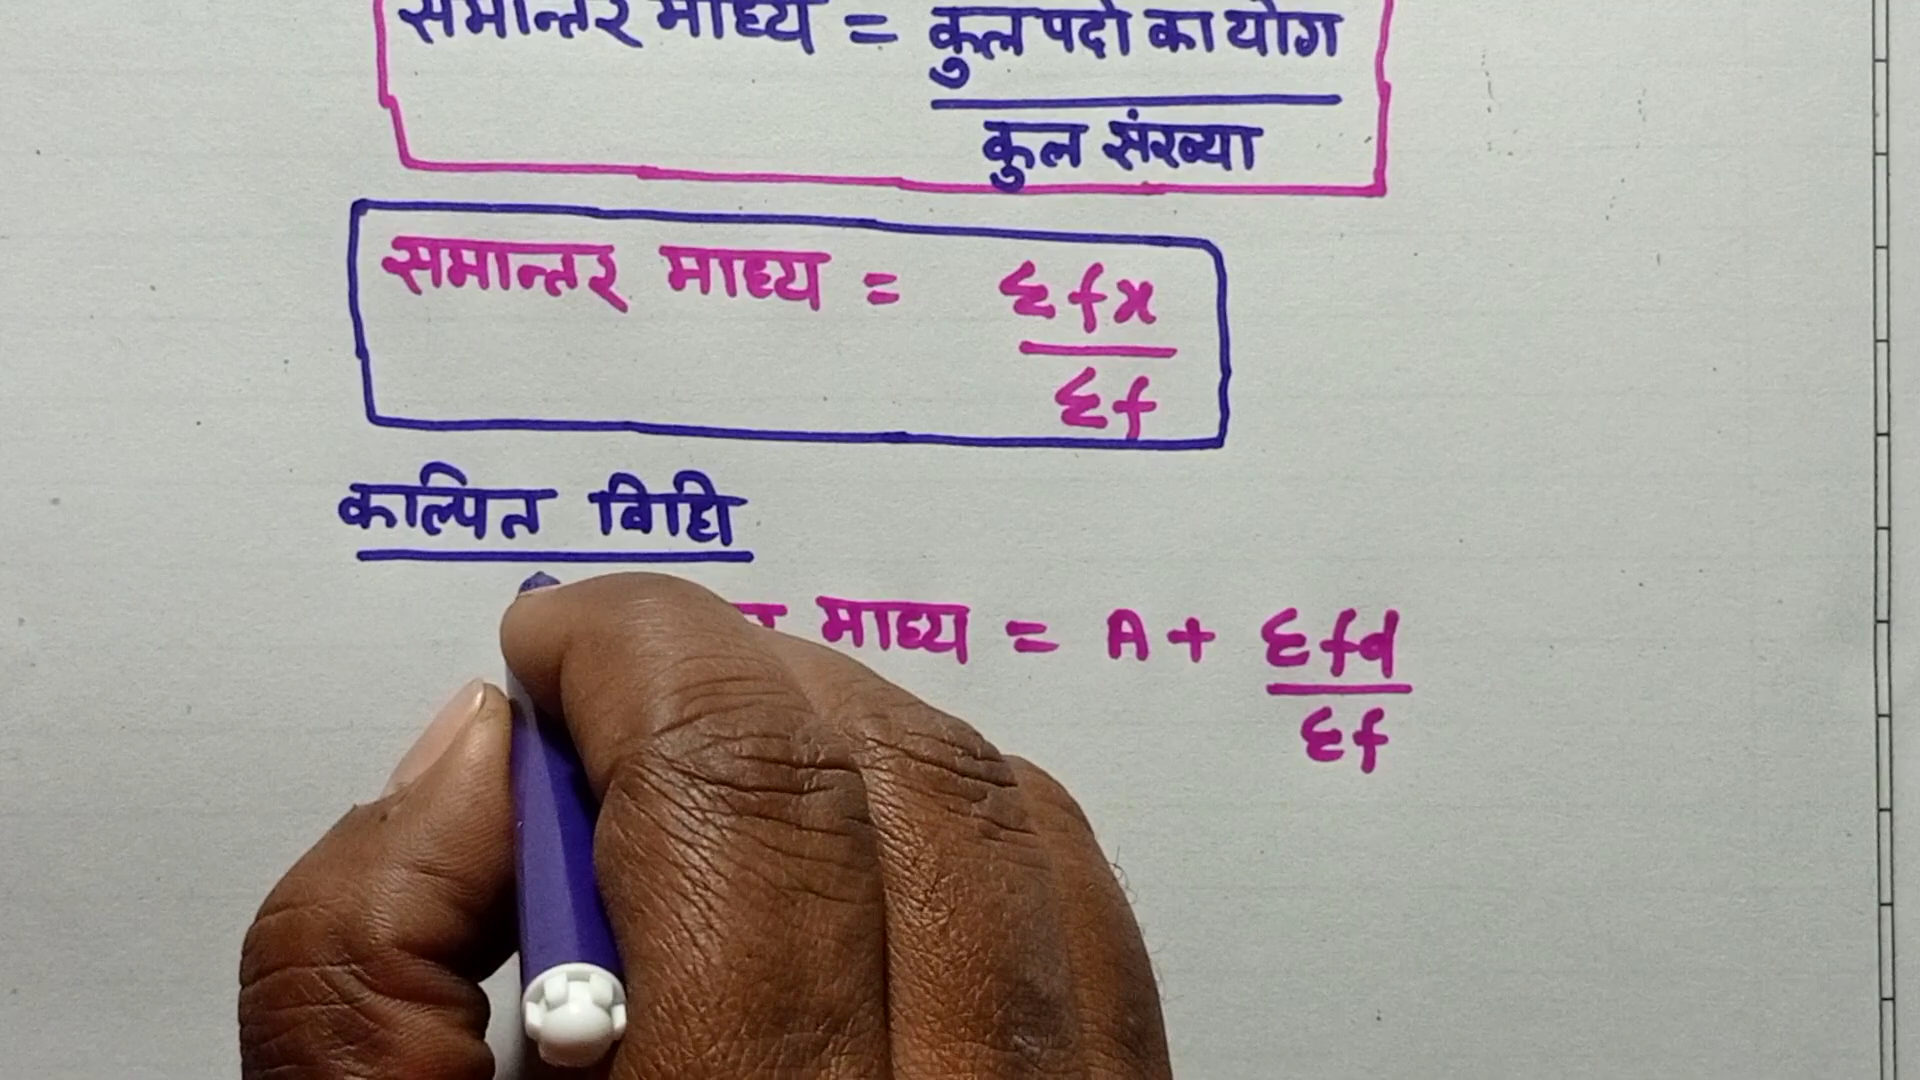 समान्तर माध्य = कुल पदो का योग
कुल संख्या
समान्तर माध्य = Σfx
Σf
कल्पित विधि
माध्य = A + Σfd
Σf